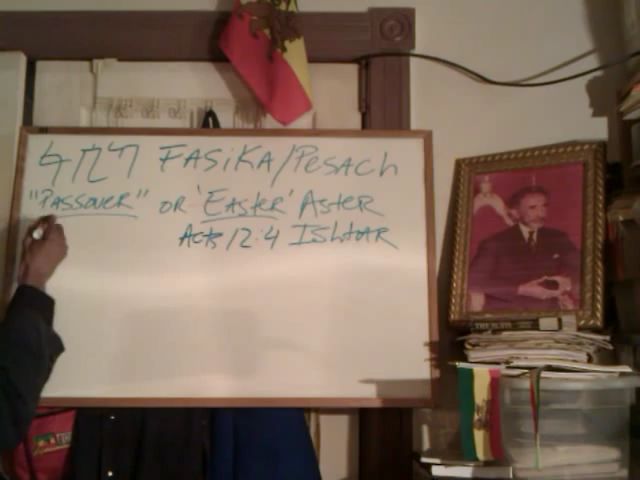 ፋሲካ FASiKA/Pesach
"PASSOVER" OR 'EASTER' ASTER
Acts 12:4 ISHTAR